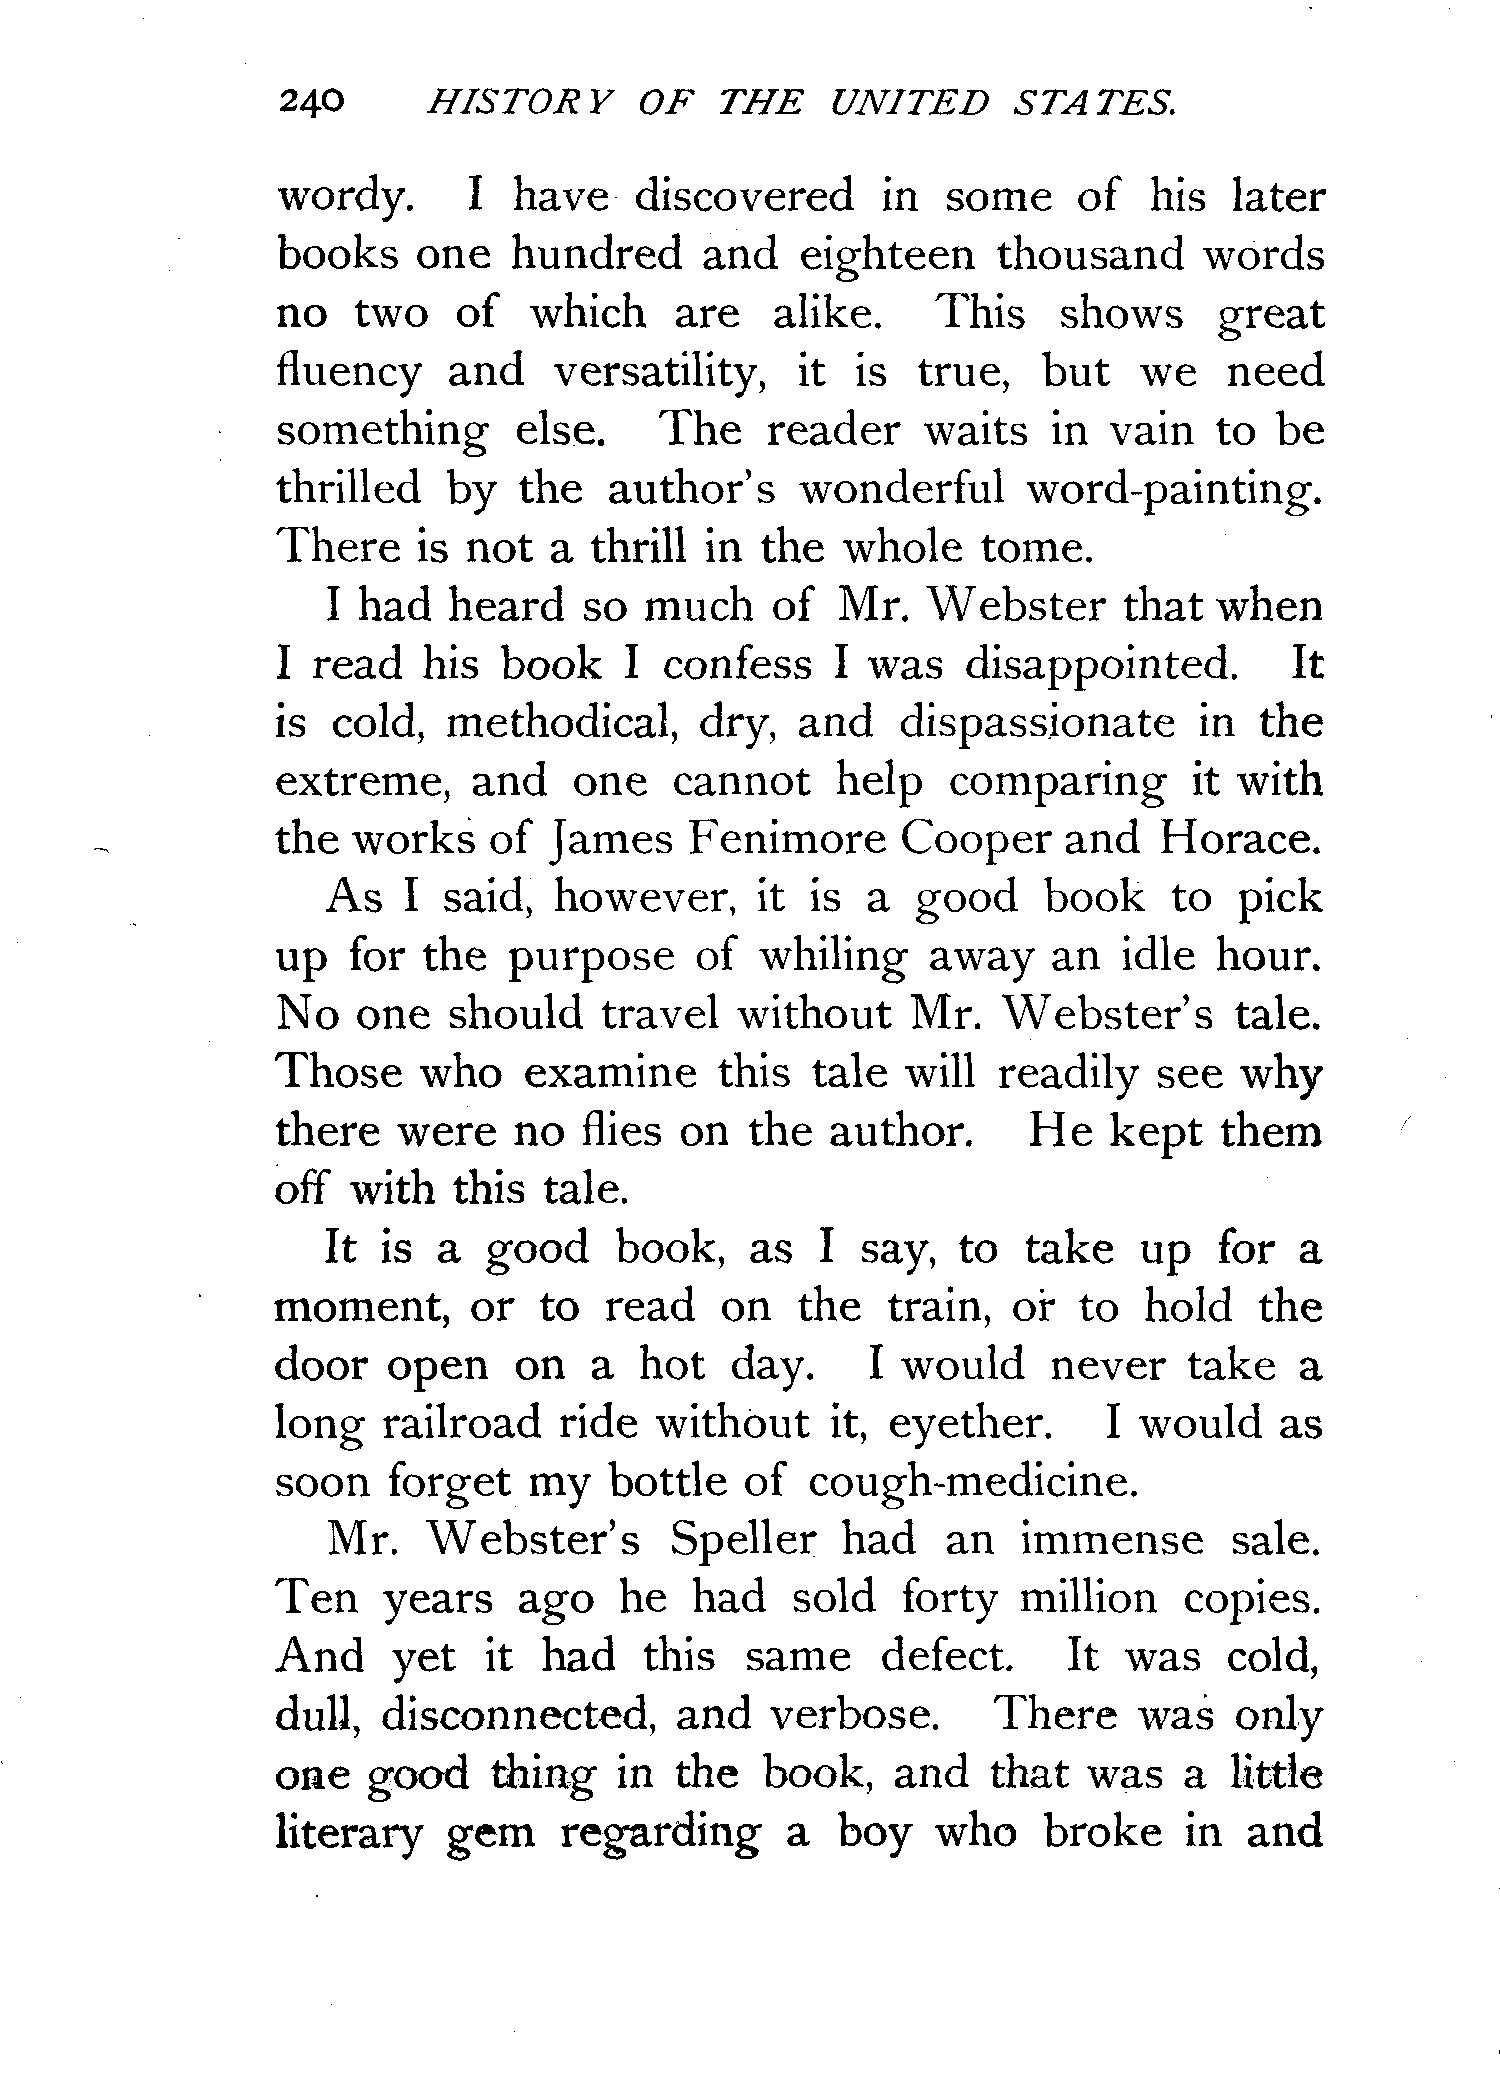 240 HISTORY OF THE UNITED STATES.
wordy. I have discovered in some of his later
books one hundred and eighteen thousand words
no two of which are alike. This shows great
fluency and versatility, it is true, but we need
something else. The reader waits in vain to be
thrilled by the author's wonderful word-painting.
There is not a thrill in the whole tome.
I had heard so much of Mr. Webster that when
I read his book I confess I was disappointed. It
is cold, methodical, dry, and dispassionate in the
extreme, and one cannot help comparing it with
the works of James Fenimore Cooper and Horace.
As I said, however, it is a good book to pick
up for the purpose of whiling away an idle hour.
No one should travel without Mr. Webster's tale.
Those who examine this tale will readily see why
there were no flies on the author. He kept them
off with this tale.
It is a good book, as I say, to take up for a
moment, or to read on the train, or to hold the
door open on a hot day. I would never take a
long railroad ride without it, eyether. I would as
soon forget my bottle of cough-medicine.
Mr. Webster's Speller had an immense sale.
Ten years ago he had sold forty million copies.
And yet it had this same defect. It was cold,
dull, disconnected, and verbose. There was only
one good thing in the book, and that was a little
literary gem regarding a boy who broke in and